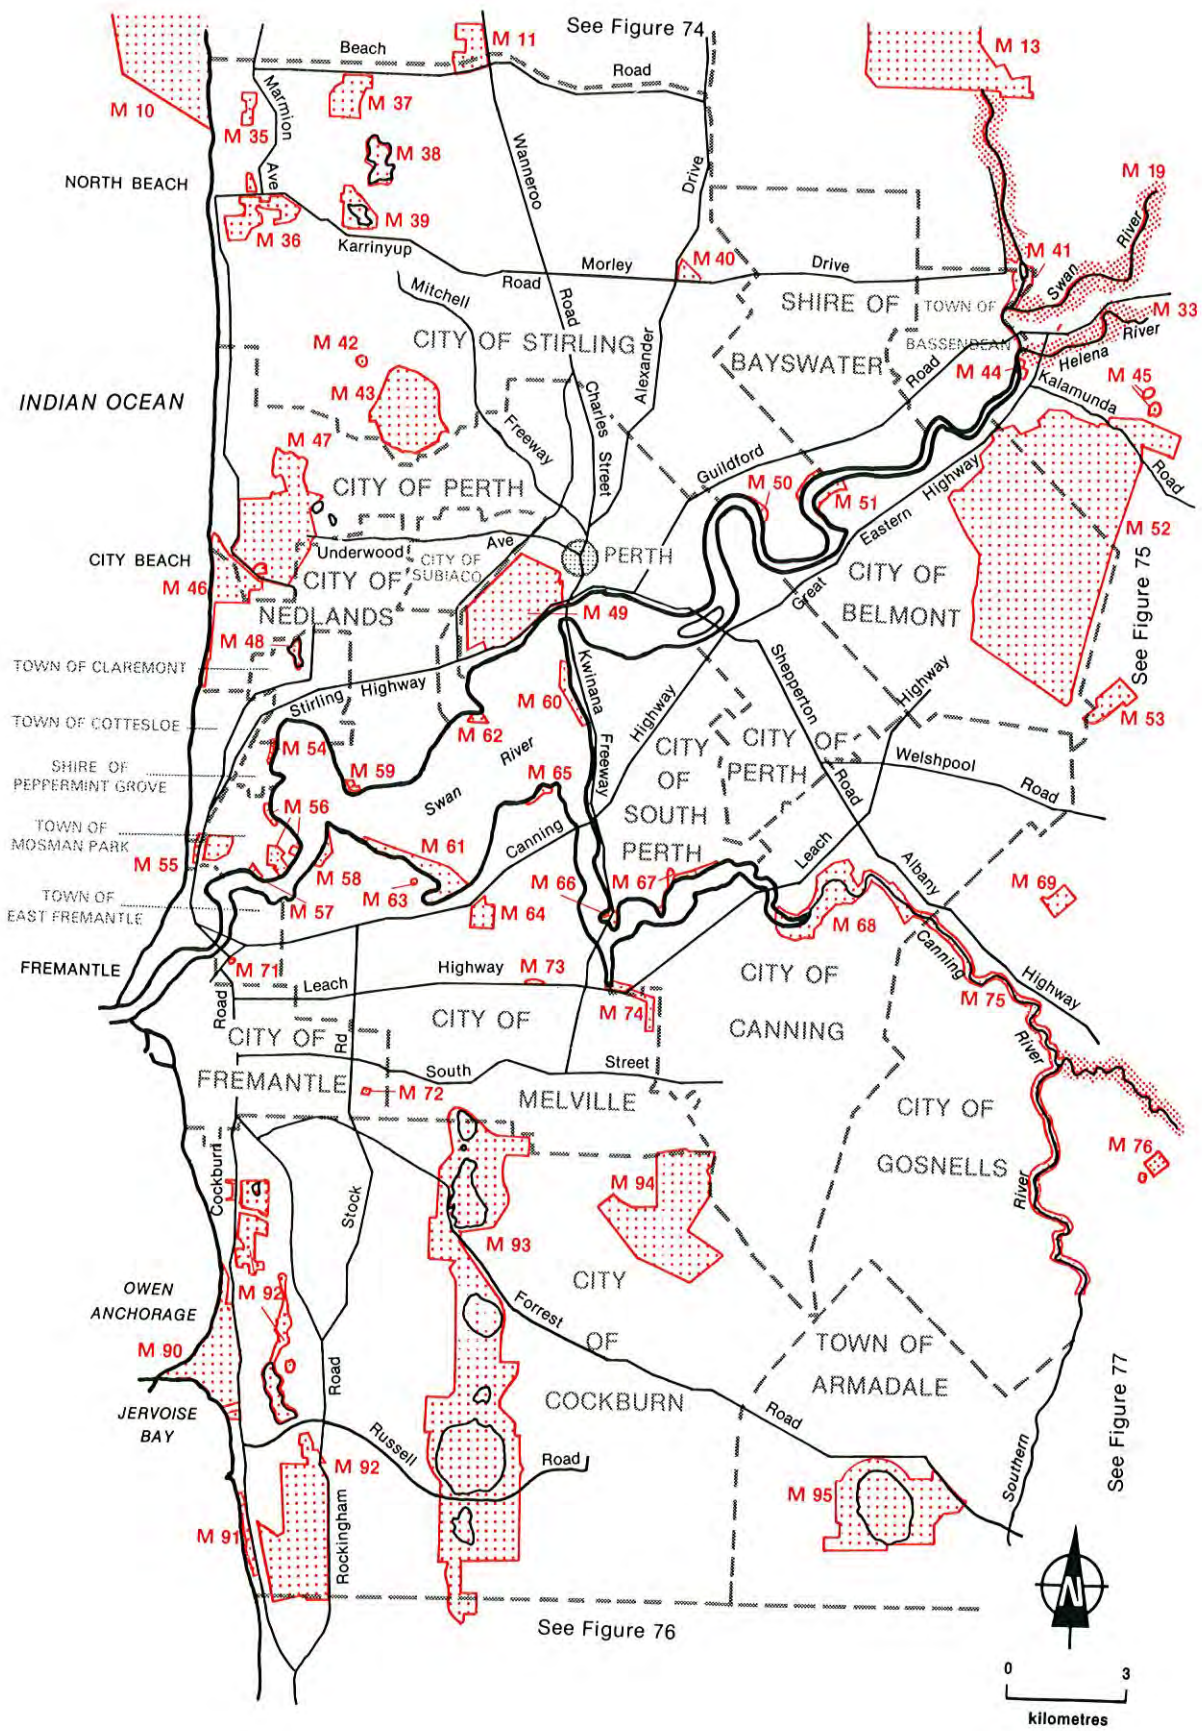 See Figure 74
M 11
M 13
Beach
Road
M 10
M 37
M 35
Marmion
Ave
M 38
Wanneroo
Road
Drive
M 19
NORTH BEACH
M 39
M 36
Karrinyup
Road
M 40
Morley
Drive
M 41
Swan
River
Mitchell
Freeway
SHIRE OF
BAYSWATER
TOWN OF
BASSENDEAN
M 33
River
Helena
CITY OF STIRLING
M 42
M 43
Alexander
Charles
Street
Road
M 44
M 45
Kalamunda
Road
INDIAN OCEAN
M 47
CITY OF PERTH
Guildford
M 50
M 51
Highway
Eastern
Great
M 52
Underwood
Ave
CITY OF
SUBIACO
PERTH
CITY BEACH
M 46
CITY OF
NEDLANDS
M 49
CITY OF
BELMONT
See Figure 75
M 48
TOWN OF CLAREMONT
Stirling
Highway
Kwinana
Freeway
M 60
Shepperton
Road
Highway
M 53
TOWN OF COTTESLOE
M 54
M 62
River
Highway
CITY
OF
SOUTH
PERTH
CITY OF
PERTH
Welshpool
Road
SHIRE OF
PEPPERMINT GROVE
M 59
M 65
Swan
M 56
TOWN OF
MOSMAN PARK
M 55
M 61
Canning
Leach
Albany
M 58
M 63
M 66
M 67
M 69
TOWN OF
EAST FREMANTLE
M 57
M 64
M 68
Canning
FREMANTLE
M 71
Road
Leach
Highway
M 73
CITY OF
CANNING
Highway
M 75
M 74
CITY OF
FREMANTLE
Rd
CITY OF
MELVILLE
River
South
Street
M 72
CITY OF
GOSNELLS
M 76
Cockburn
Stock
M 94
River
M 93
OWEN
ANCHORAGE
M 92
CITY
OF
COCKBURN
Forrest
M 90
Road
TOWN OF
ARMADALE
See Figure 77
JERVOISE
BAY
Russell
Road
Road
M 92
M 95
Southern
M 91
Rockingham
N
See Figure 76
0
3
kilometres